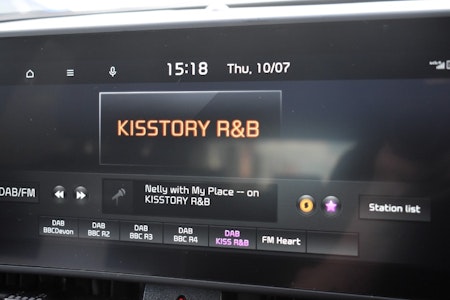 15:18 Thu, 10/07
KISSTORY R&B
DAB/FM
Nelly with My Place -- on
KISSTORY R&B
Station list
DAB
BBCDevon
DAB
BBC R2
DAB
BBC R3
DAB
BBC R4
DAB
KISS R&B
FM Heart